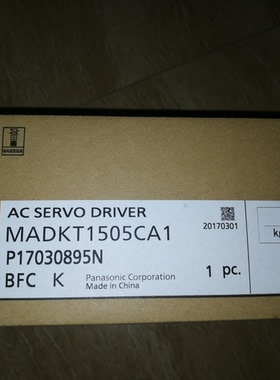 AC SERVO DRIVER
20170301
MADKT1505CA1
P17030895N
BFC K
Panasonic Corporation
Made in China
1 pc.
k